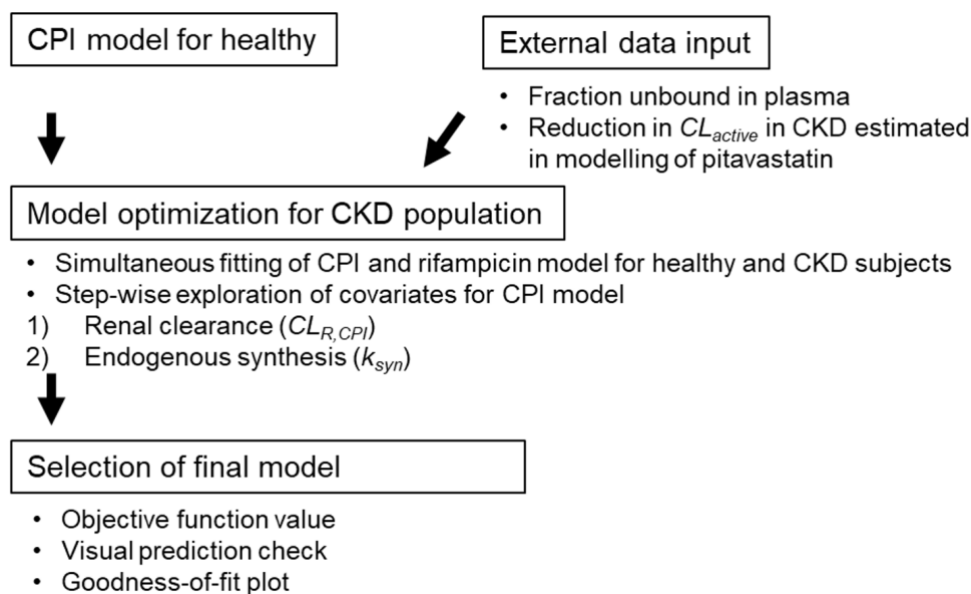 CPI model for healthy
External data input
• Fraction unbound in plasma
• Reduction in CLactive in CKD estimated
in modelling of pitavastatin
Model optimization for CKD population
• Simultaneous fitting of CPI and rifampicin model for healthy and CKD subjects
• Step-wise exploration of covariates for CPI model
1) Renal clearance (CLR,CPI)
2) Endogenous synthesis (ksyn)
Selection of final model
• Objective function value
• Visual prediction check
• Goodness-of-fit plot